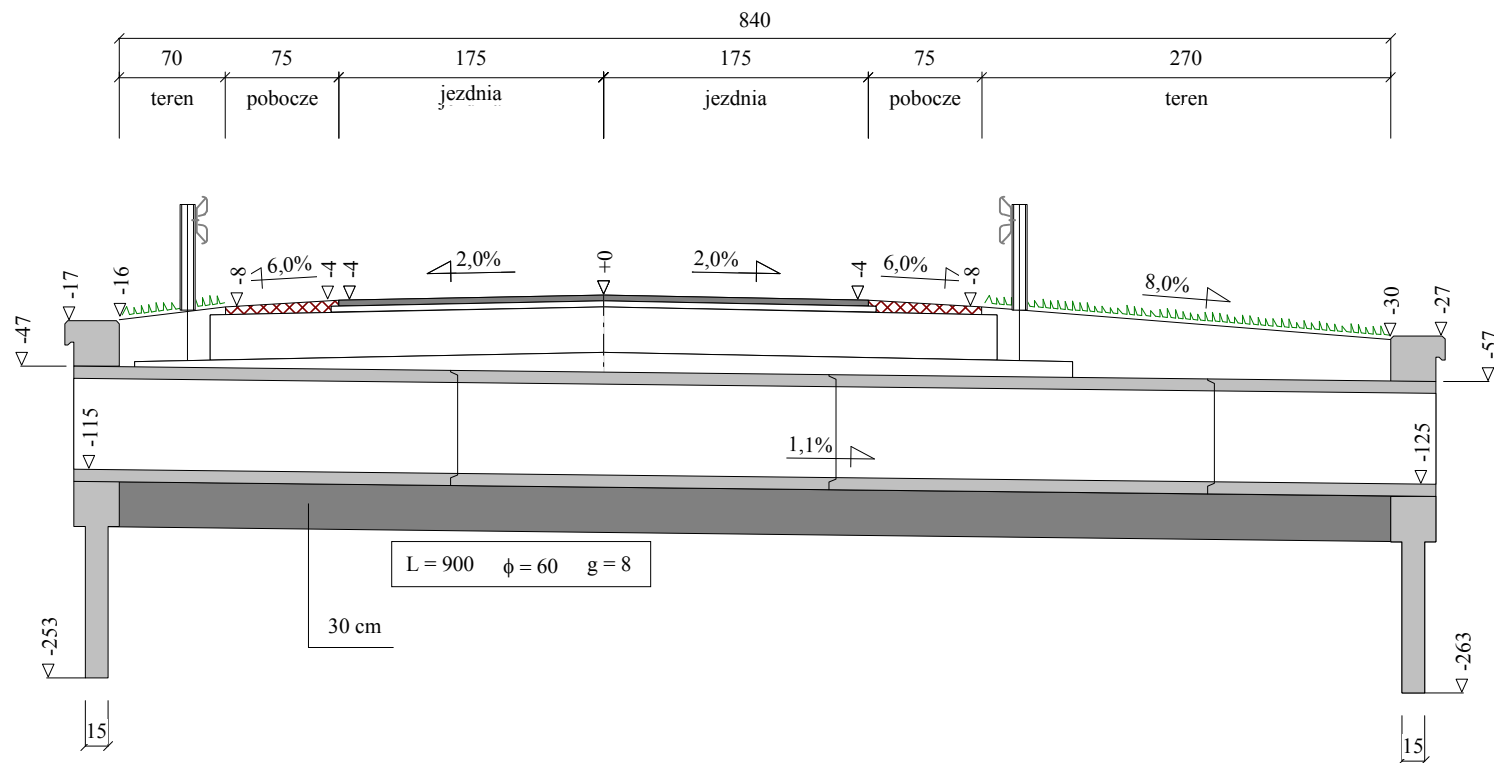 840
70 75 175 175 75 270
teren pobocze jezdnia jezdnia pobocze teren
-17 -16 -8 6,0% -4 -4 2,0% +0 2,0% -4 6,0% -8 8,0% -30 -27
-47 -57
-115 1,1% -125
L = 900 ϕ = 60 g = 8
30 cm
-253 -263
15 15